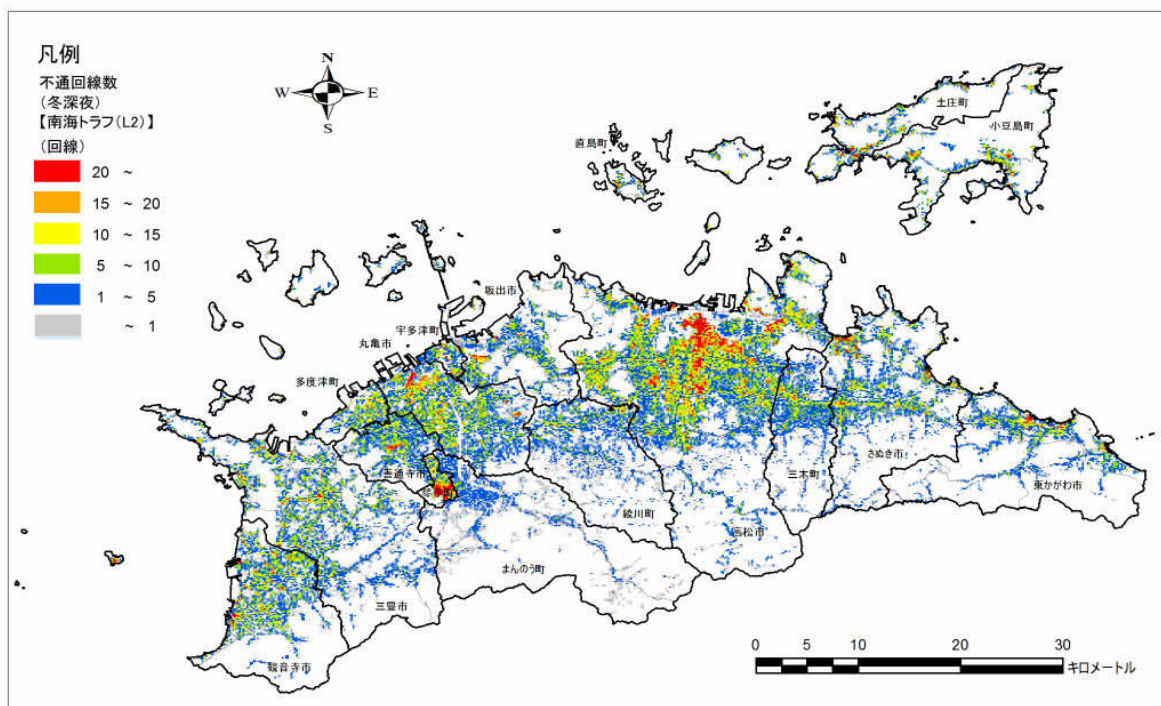 凡例
不通回線数
(冬深夜)
【南海トラフ(L2)】
(回線)
20 ~
15 ~ 20
10 ~ 15
5 ~ 10
1 ~ 5
~ 1
N
W E
S
土庄町
小豆島町
直島町
坂出市
宇多津町
丸亀市
多度津町
善通寺市
三木町
さぬき市
東かがわ市
綾川町
高松市
まんのう町
三豊市
観音寺市
0 5 10 20 30
キロメートル